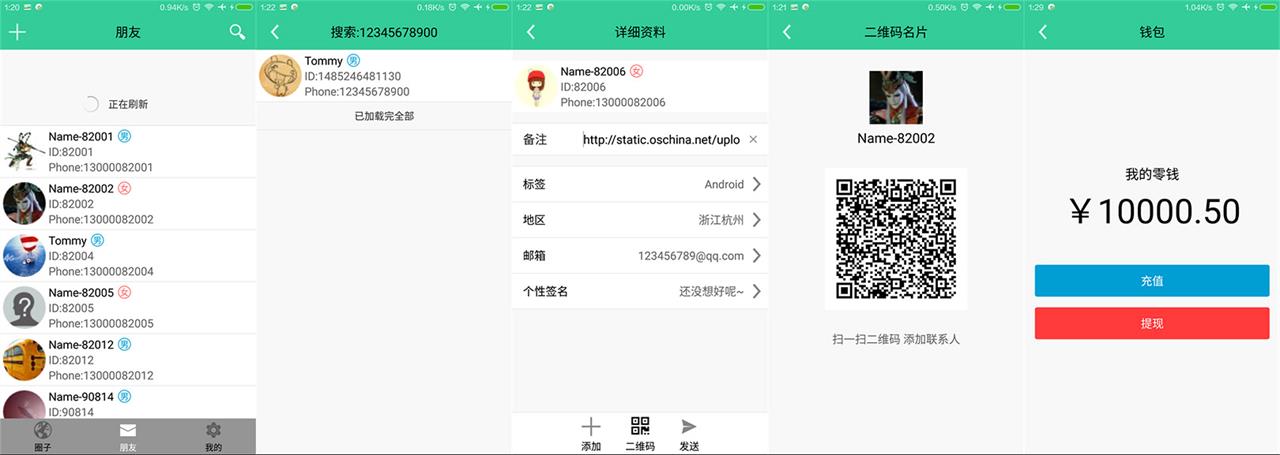 1:20
0.94K/s
朋友
正在刷新
Name-82001 男
ID:82001
Phone:13000082001
Name-82002 女
ID:82002
Phone:13000082002
Tommy 男
ID:82004
Phone:13000082004
Name-82005 女
ID:82005
Phone:13000082005
Name-82012 男
ID:82012
Phone:13000082012
Name-90814 男
ID:90814
圈子 朋友 我的
1:22
0.18K/s
搜索:12345678900
Tommy 男
ID:1485246481130
Phone:12345678900
已加载完全部
1:22
0.00K/s
详细资料
Name-82006 女
ID:82006
Phone:13000082006
备注 http://static.oschina.net/uplo
标签 Android
地区 浙江杭州
邮箱 123456789@qq.com
个性签名 还没想好呢~
添加 二维码 发送
1:21
0.50K/s
二维码名片
Name-82002
扫一扫二维码 添加联系人
1:29
1.04K/s
钱包
我的零钱
￥10000.50
充值
提现